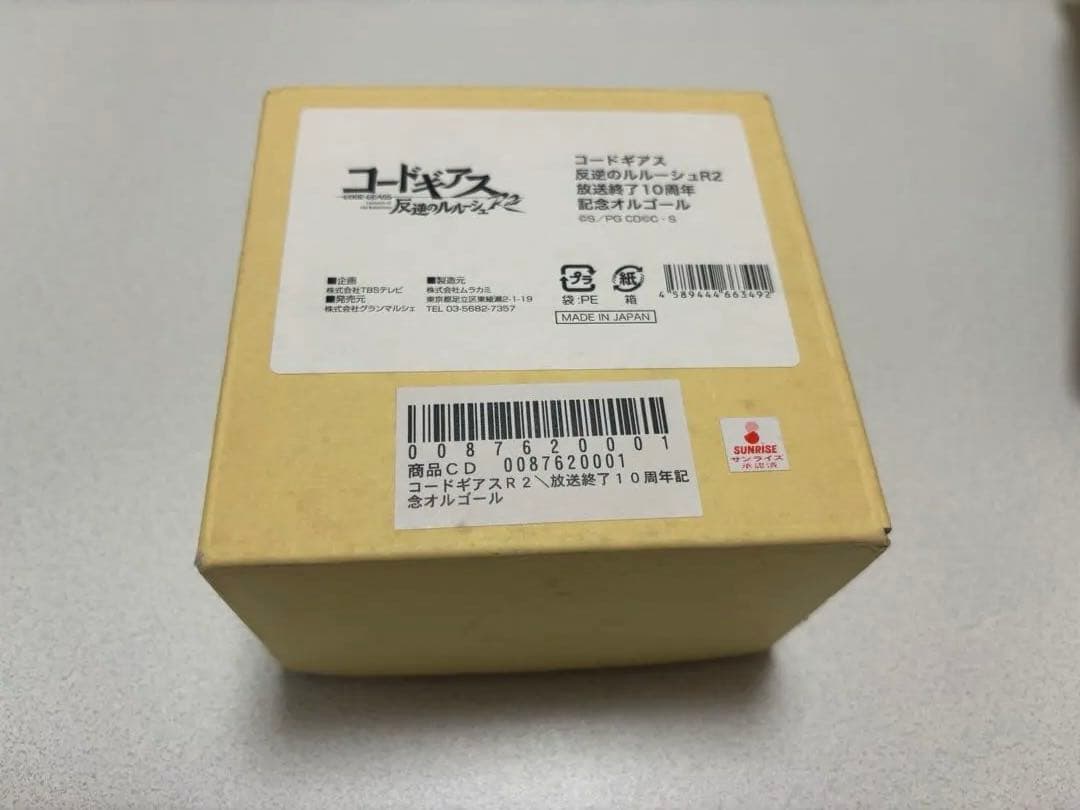 コードギアス
CODE GEASS
反逆のルルーシュR2
コードギアス
反逆のルルーシュR2
放送終了10周年
記念オルゴール
©S/PG CD©C・S
■企画
株式会社TBSテレビ
■発売元
株式会社グランマルシェ
■製造元
株式会社ムラカミ
東京都足立区東綾瀬2-1-19
TEL 03-5682-7357
プラ
袋:PE
紙
箱
4589444663492
MADE IN JAPAN
0087620001
商品CD 0087620001
コードギアスR2\放送終了10周年記
念オルゴール
SUNRISE
サンライズ
承認済